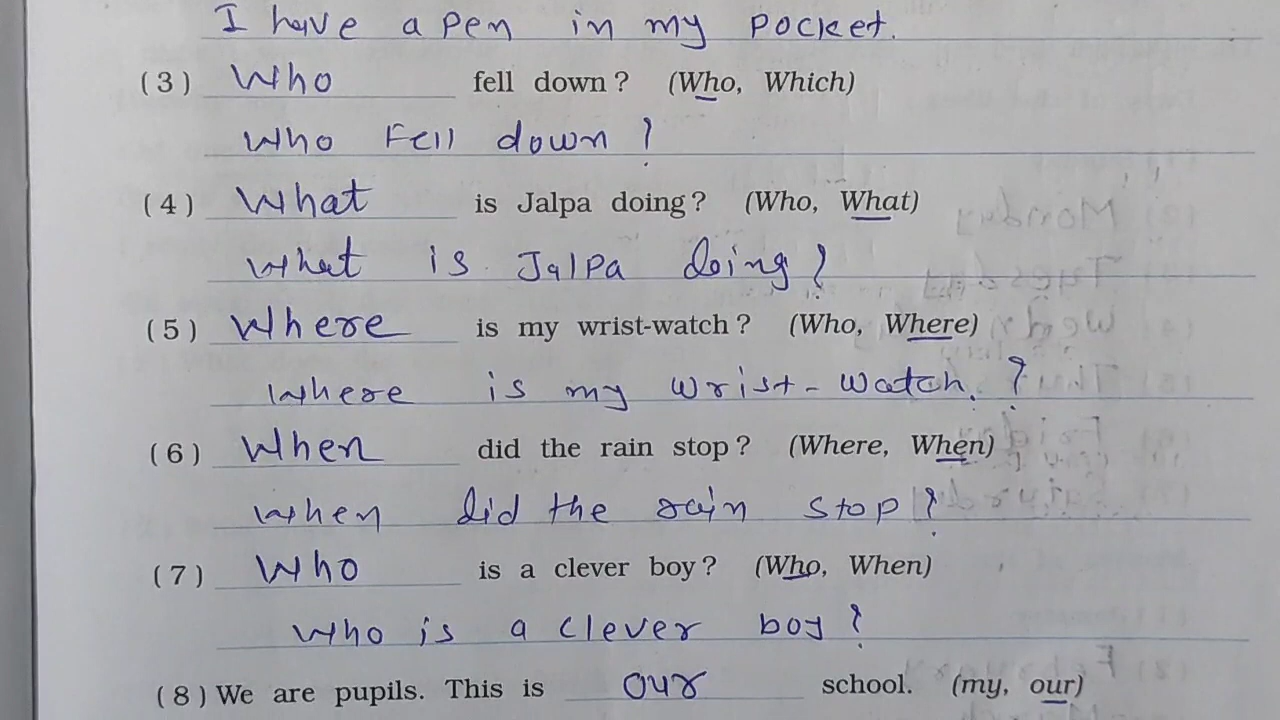 I have a pen in my pocket.
(3) Who fell down? (Who, Which)
Who fell down?
(4) What is Jalpa doing? (Who, What)
What is Jalpa doing?
(5) Where is my wrist-watch? (Who, Where)
Where is my wrist-watch.?
(6) When did the rain stop? (Where, When)
When did the rain stop?
(7) Who is a clever boy? (Who, When)
Who is a clever boy?
(8) We are pupils. This is our school. (my, our)